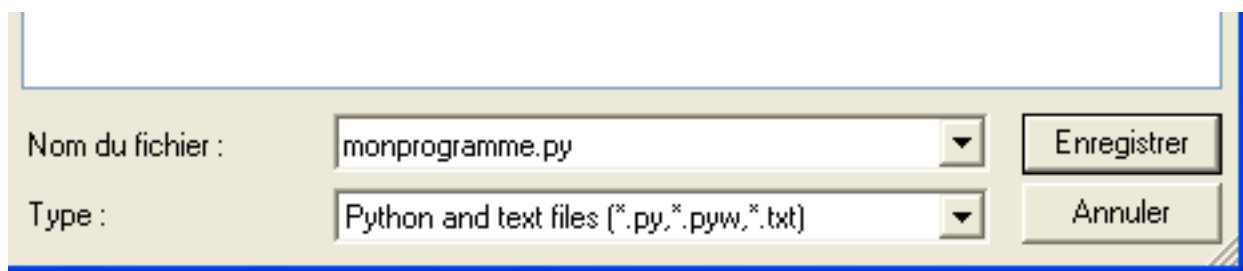 Nom du fichier : monprogramme.py Enregistrer
Type : Python and text files (*.py,*.pyw,*.txt) Annuler